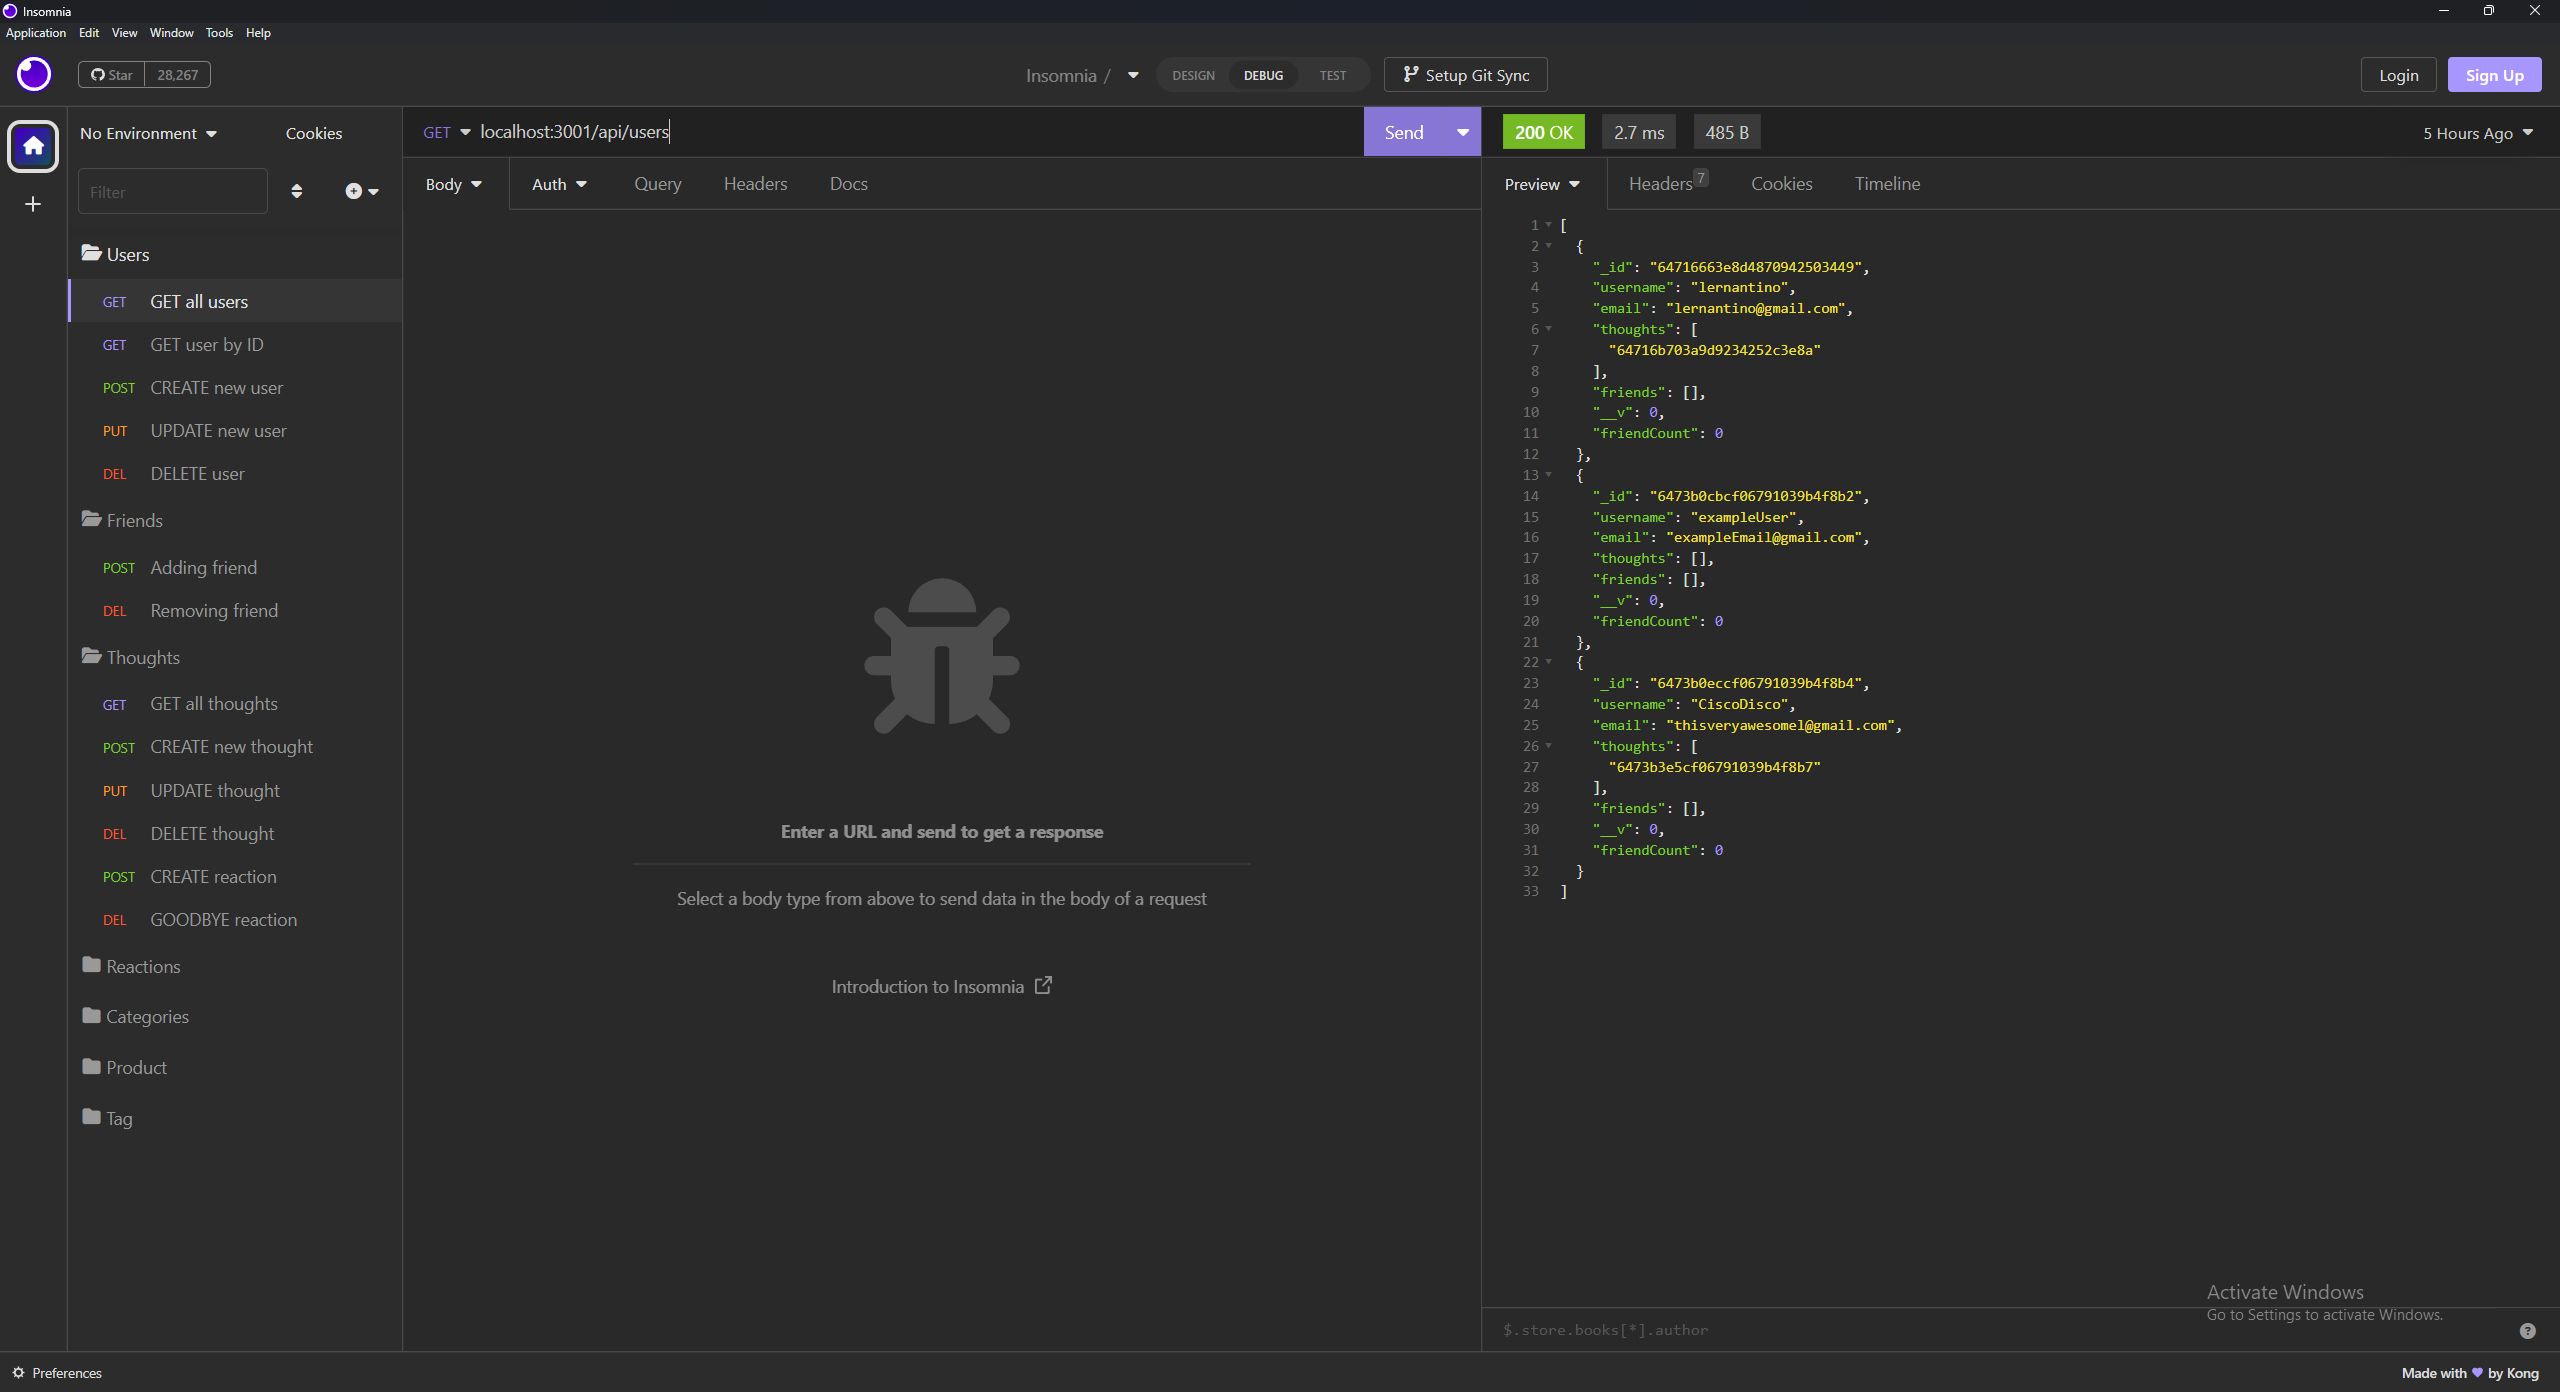 Insomnia
Application Edit View Window Tools Help
Star 28,267
Insomnia /
DESIGN DEBUG TEST
Setup Git Sync
Login
Sign Up
No Environment
Cookies
Filter
Users
GET GET all users
GET GET user by ID
POST CREATE new user
PUT UPDATE new user
DEL DELETE user
Friends
POST Adding friend
DEL Removing friend
Thoughts
GET GET all thoughts
POST CREATE new thought
PUT UPDATE thought
DEL DELETE thought
POST CREATE reaction
DEL GOODBYE reaction
Reactions
Categories
Product
Tag
GET localhost:3001/api/users
Send
Body Auth Query Headers Docs
Enter a URL and send to get a response
Select a body type from above to send data in the body of a request
Introduction to Insomnia
200 OK 2.7 ms 485 B
5 Hours Ago
Preview Headers 7 Cookies Timeline
1 [
2 {
3 "_id": "64716663e8d4870942503449",
4 "username": "lernantino",
5 "email": "lernantino@gmail.com",
6 "thoughts": [
7 "64716b703a9d9234252c3e8a"
8 ],
9 "friends": [],
10 "__v": 0,
11 "friendCount": 0
12 },
13 {
14 "_id": "6473b0cbcf06791039b4f8b2",
15 "username": "exampleUser",
16 "email": "exampleEmail@gmail.com",
17 "thoughts": [],
18 "friends": [],
19 "__v": 0,
20 "friendCount": 0
21 },
22 {
23 "_id": "6473b0eccf06791039b4f8b4",
24 "username": "CiscoDisco",
25 "email": "thisveryawesomel@gmail.com",
26 "thoughts": [
27 "6473b3e5cf06791039b4f8b7"
28 ],
29 "friends": [],
30 "__v": 0,
31 "friendCount": 0
32 }
33 ]
Activate Windows
Go to Settings to activate Windows.
$.store.books[*].author
?
Preferences
Made with by Kong